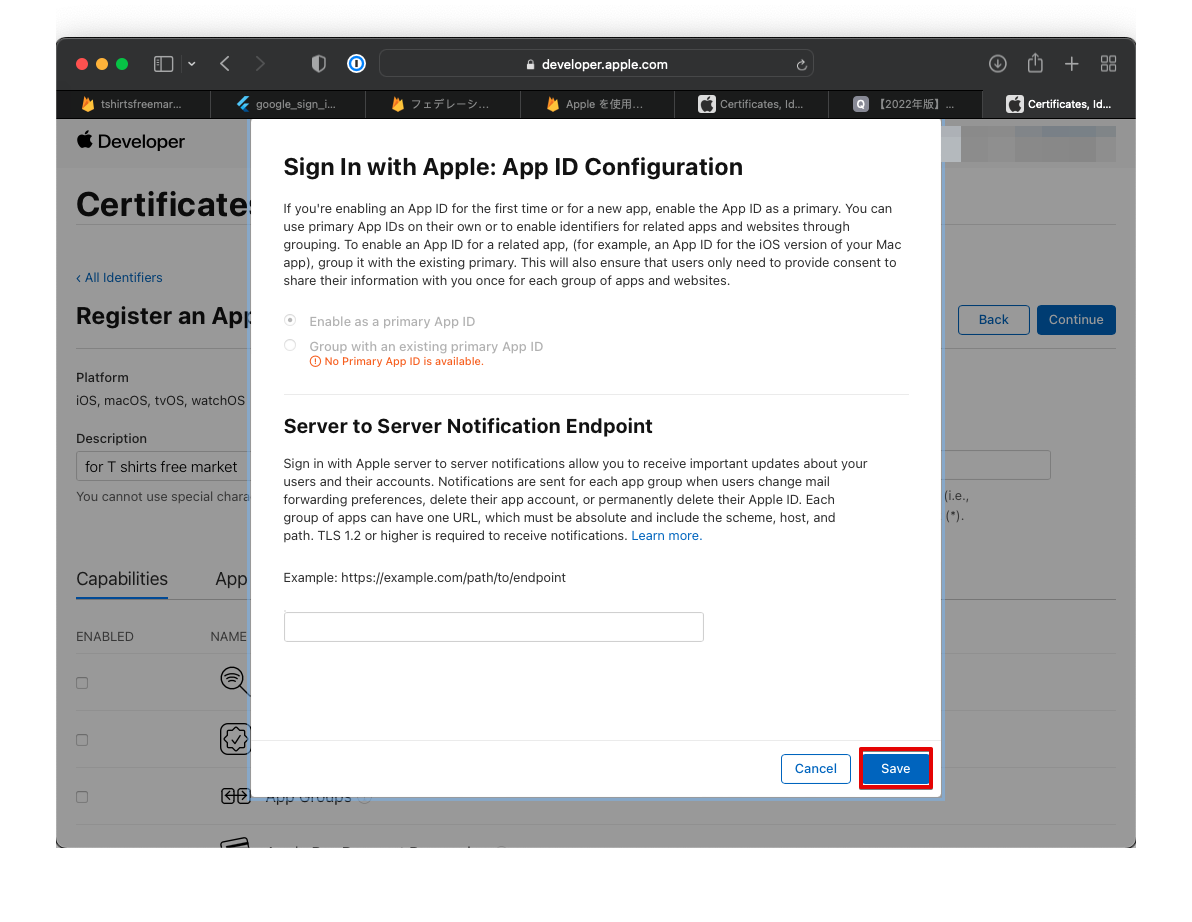 developer.apple.com
tshirtsfreemar...
google_sign_i...
フェデレーシ...
Apple を使用...
Certificates, Id...
Q
【2022年版】...
Certificates, Id...
Developer
Certificates
‹ All Identifiers
Register an App
Back
Continue
Platform
iOS, macOS, tvOS, watchOS
Description
for T shirts free market
You cannot use special chara
(i.e.,
(*).
Capabilities
App
ENABLED
NAME
App Groups
Sign In with Apple: App ID Configuration
If you're enabling an App ID for the first time or for a new app, enable the App ID as a primary. You can
use primary App IDs on their own or to enable identifiers for related apps and websites through
grouping. To enable an App ID for a related app, (for example, an App ID for the iOS version of your Mac
app), group it with the existing primary. This will also ensure that users only need to provide consent to
share their information with you once for each group of apps and websites.
Enable as a primary App ID
Group with an existing primary App ID
No Primary App ID is available.
Server to Server Notification Endpoint
Sign in with Apple server to server notifications allow you to receive important updates about your
users and their accounts. Notifications are sent for each app group when users change mail
forwarding preferences, delete their app account, or permanently delete their Apple ID. Each
group of apps can have one URL, which must be absolute and include the scheme, host, and
path. TLS 1.2 or higher is required to receive notifications. Learn more.
Example: https://example.com/path/to/endpoint
Cancel
Save